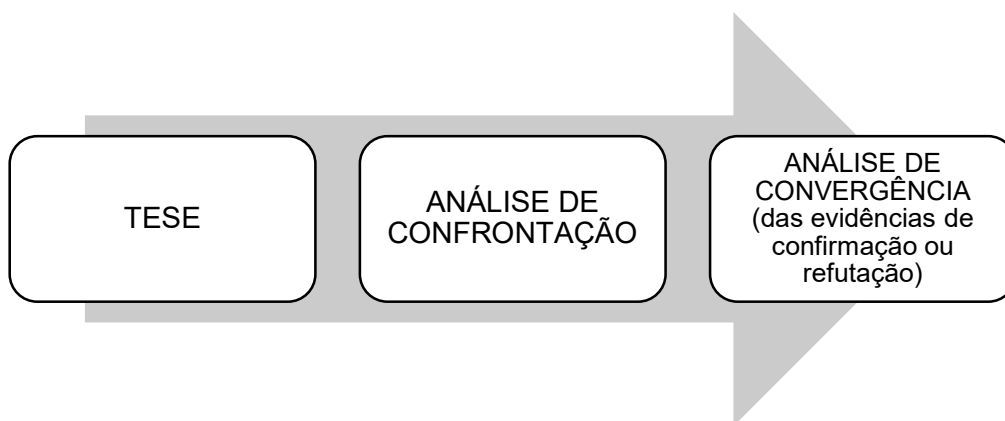 TESE
ANÁLISE DE
CONFRONTAÇÃO
ANÁLISE DE
CONVERGÊNCIA
(das evidências de
confirmação ou
refutação)